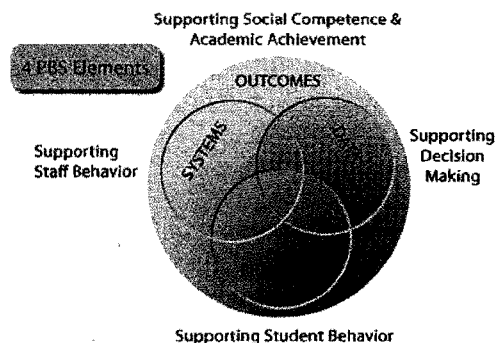 Supporting Social Competence &
Academic Achievement
4 PBS Elements
OUTCOMES
SYSTEMS
DATA
Supporting
Staff Behavior
Supporting
Decision
Making
Supporting Student Behavior